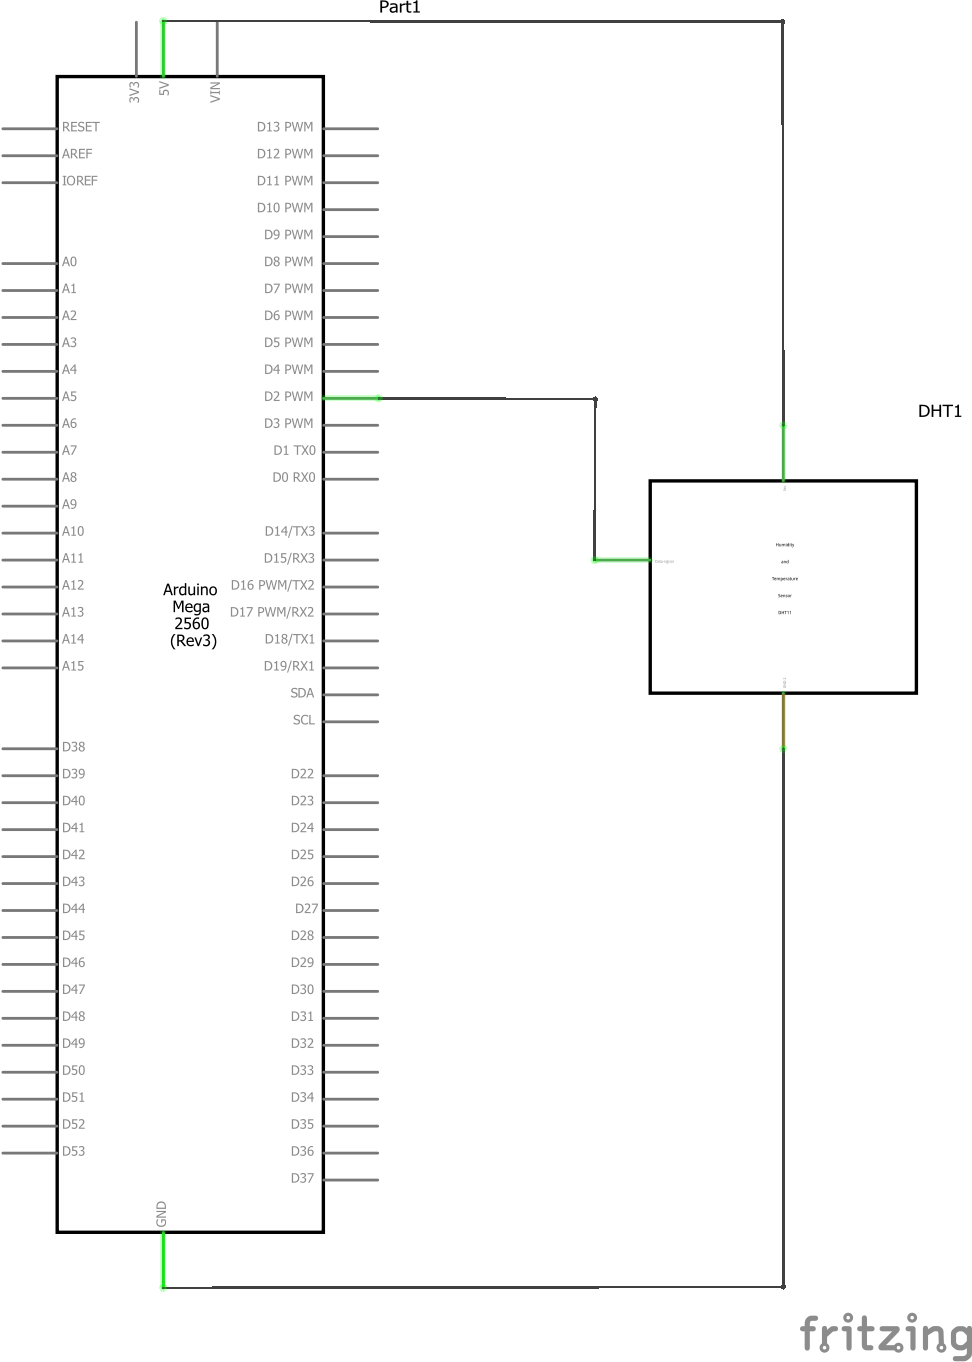 Part1
3V3
5V
VIN
RESET
AREF
IOREF
A0
A1
A2
A3
A4
A5
A6
A7
A8
A9
A10
A11
A12
A13
A14
A15
D38
D39
D40
D41
D42
D43
D44
D45
D46
D47
D48
D49
D50
D51
D52
D53
D13 PWM
D12 PWM
D11 PWM
D10 PWM
D9 PWM
D8 PWM
D7 PWM
D6 PWM
D5 PWM
D4 PWM
D2 PWM
D3 PWM
D1 TX0
D0 RX0
D14/TX3
D15/RX3
D16 PWM/TX2
D17 PWM/RX2
D18/TX1
D19/RX1
SDA
SCL
D22
D23
D24
D25
D26
D27
D28
D29
D30
D31
D32
D33
D34
D35
D36
D37
Arduino
Mega
2560
(Rev3)
GND
DHT1
Humidity
and
Temperature
Sensor
DHT11
fritzing